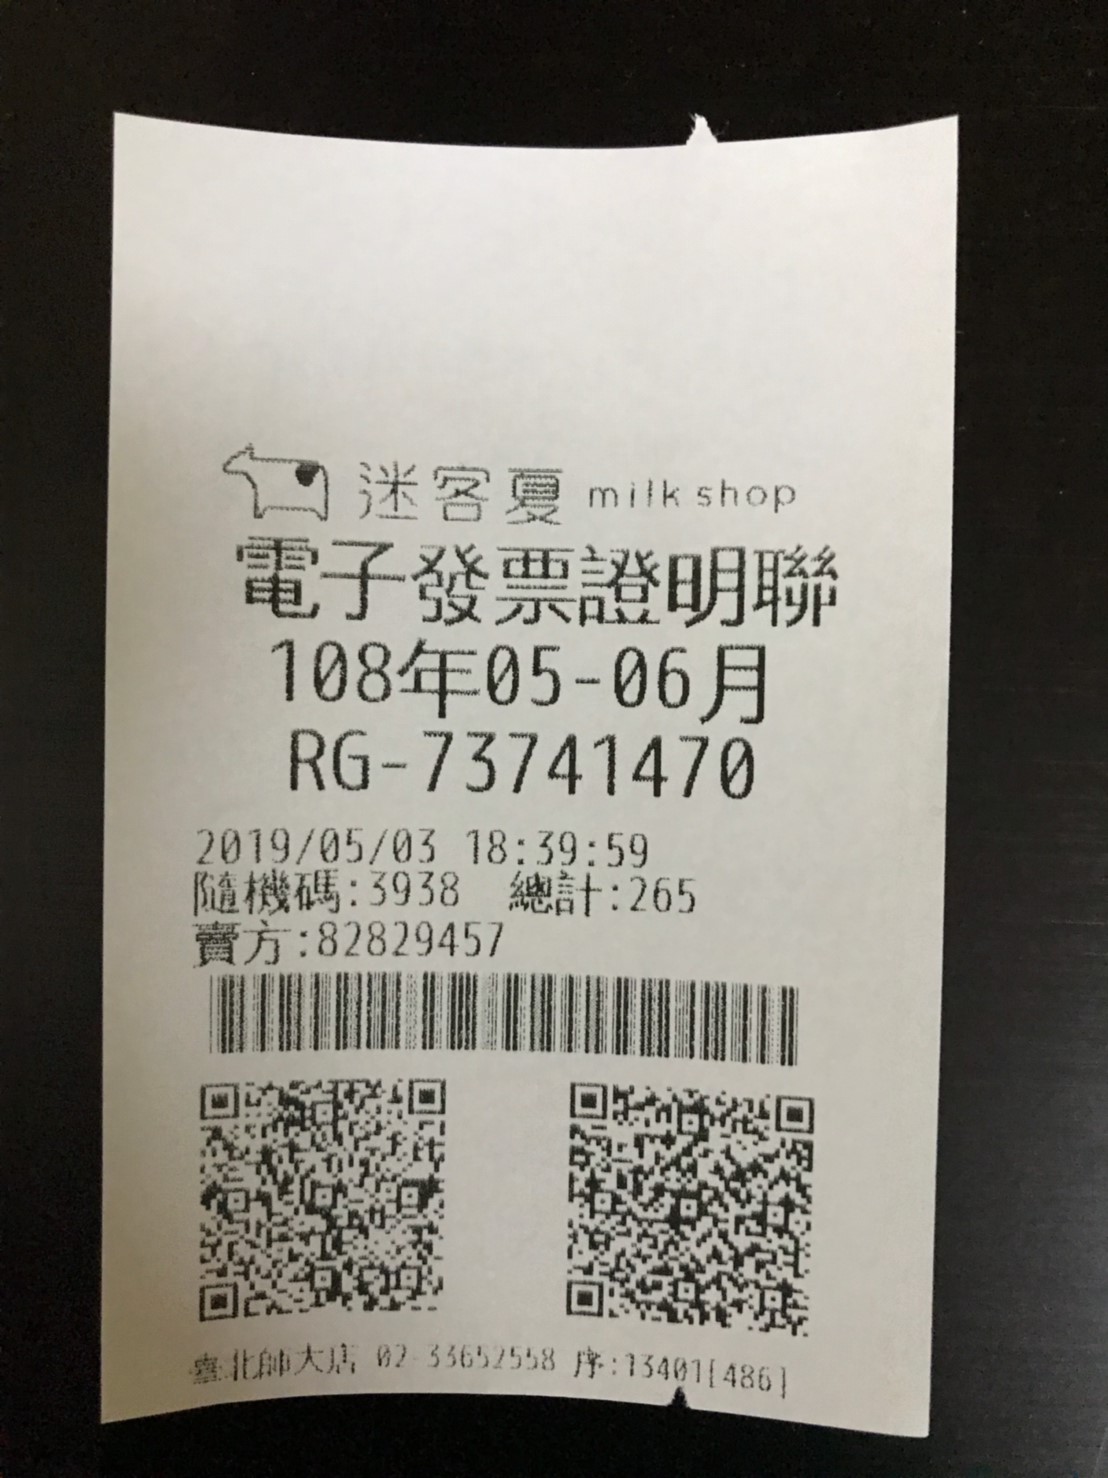 迷客夏 milk shop
電子發票證明聯
108年05-06月
RG-73741470
2019/05/03 18:39:59
隨機碼:3938 總計:265
賣方:82829457
臺北師大店 02-33652558 序:13401[486]